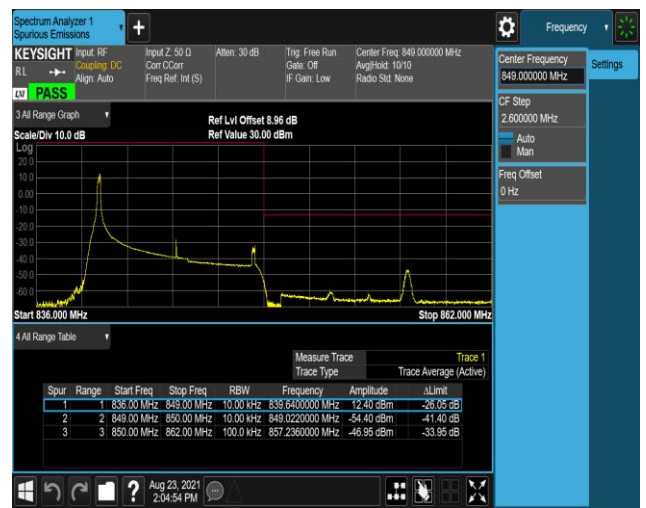 Spectrum Analyzer 1
Spurious Emissions
Frequency
KEYSIGHT
RL
Input: RF
Coupling: DC
Align: Auto
Input Z: 50 Ω
Corr CCorr
Freq Ref: Int (S)
Atten: 30 dB
Trig: Free Run
Gate: Off
IF Gain: Low
Center Freq: 849.000000 MHz
Avg|Hold: 10/10
Radio Std: None
LXI PASS
Center Frequency
849.000000 MHz
Settings
CF Step
2.600000 MHz
Auto
Man
Freq Offset
0 Hz
3 All Range Graph
Scale/Div 10.0 dB
Ref Lvl Offset 8.96 dB
Ref Value 30.00 dBm
Log
20.0
10.0
0.00
-10.0
-20.0
-30.0
-40.0
-50.0
-60.0
Start 836.000 MHz
Stop 862.000 MHz
4 All Range Table
Measure Trace Trace 1
Trace Type Trace Average (Active)
Spur Range Start Freq Stop Freq RBW Frequency Amplitude ΔLimit
1 1 836.00 MHz 849.00 MHz 10.00 kHz 839.6400000 MHz 12.40 dBm -26.05 dB
2 2 849.00 MHz 850.00 MHz 10.00 kHz 849.0220000 MHz -54.40 dBm -41.40 dB
3 3 850.00 MHz 862.00 MHz 100.0 kHz 857.2360000 MHz -46.95 dBm -33.95 dB
?
Aug 23, 2021
2:04:54 PM